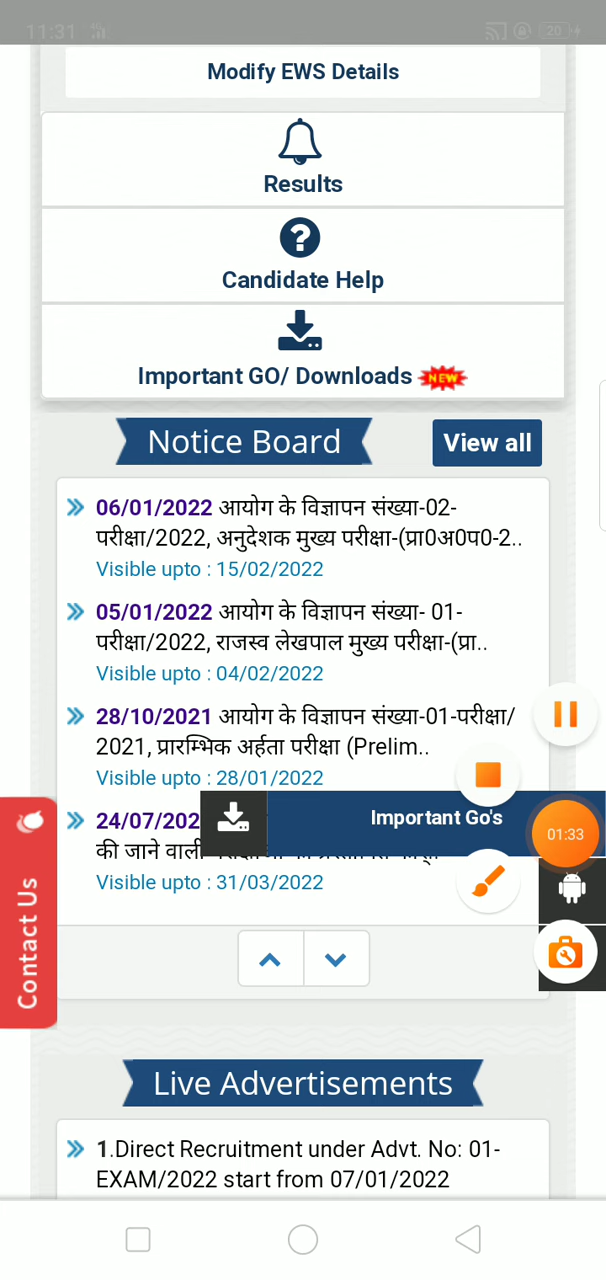 11:31
20
Modify EWS Details
Results
Candidate Help
Important GO/ Downloads NEW
Notice Board
View all
06/01/2022 आयोग के विज्ञापन संख्या-02-
परीक्षा/2022, अनुदेशक मुख्य परीक्षा-(प्रा0अ0प0-2..
Visible upto : 15/02/2022
05/01/2022 आयोग के विज्ञापन संख्या- 01-
परीक्षा/2022, राजस्व लेखपाल मुख्य परीक्षा-(प्रा..
Visible upto : 04/02/2022
28/10/2021 आयोग के विज्ञापन संख्या-01-परीक्षा/
2021, प्रारम्भिक अर्हता परीक्षा (Prelim..
Visible upto : 28/01/2022
Important Go's
24/07/202
01:33
की जाने वाली
Visible upto : 31/03/2022
Contact Us
Live Advertisements
1.Direct Recruitment under Advt. No: 01-
EXAM/2022 start from 07/01/2022